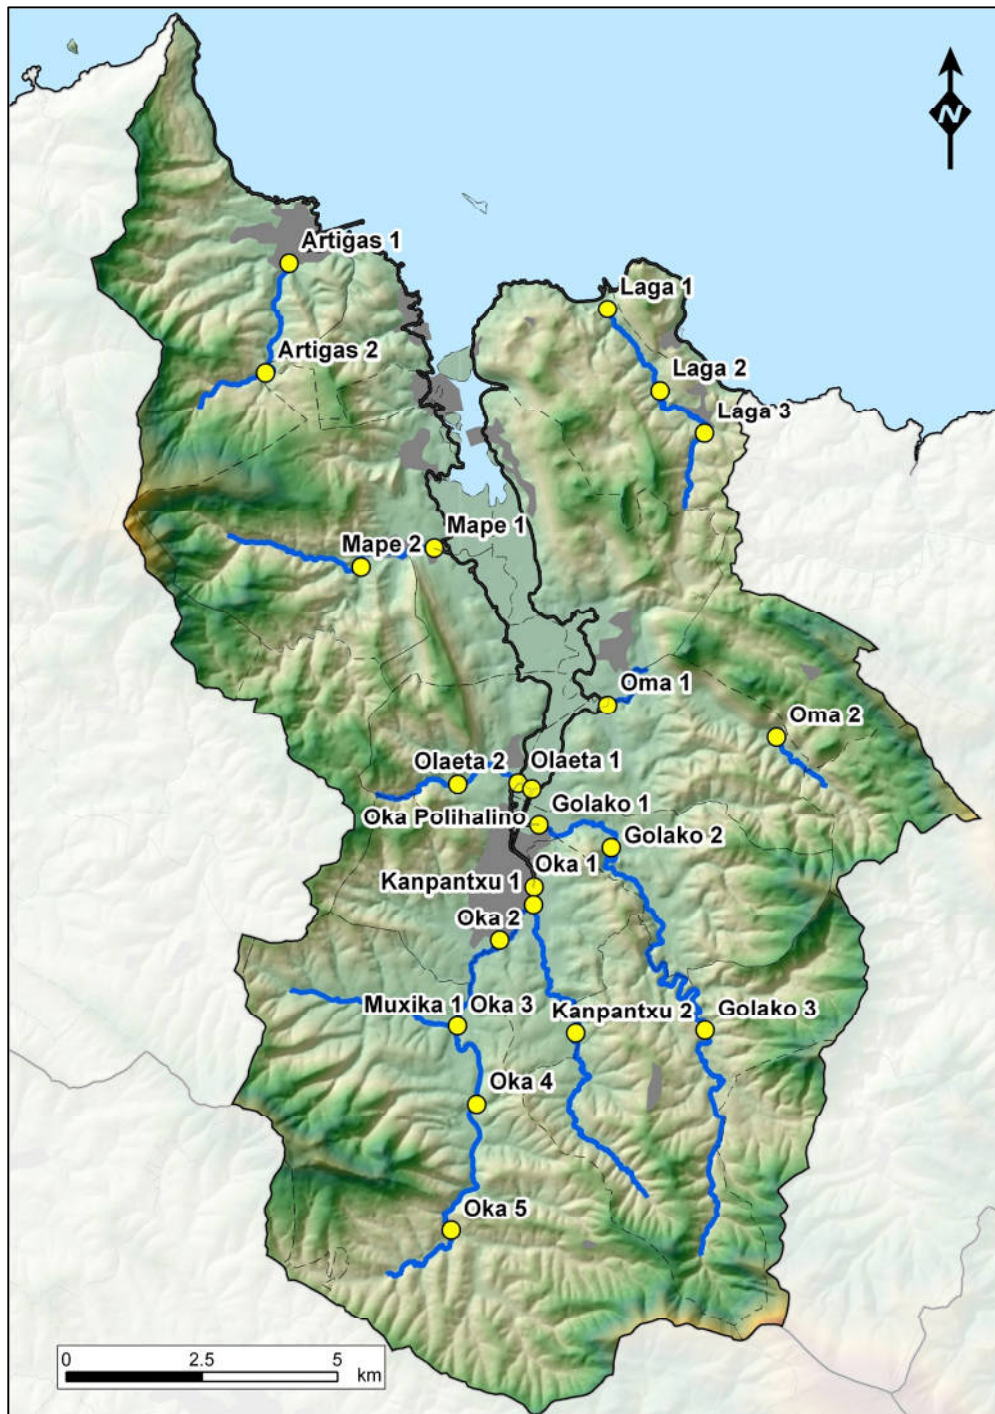 N
Artigas 1
Laga 1
Artigas 2
Laga 2
Laga 3
Mape 1
Mape 2
Oma 1
Oma 2
Olaeta 2
Olaeta 1
Oka Polihalino
Golako 1
Golako 2
Oka 1
Kanpantxu 1
Oka 2
Muxika 1
Oka 3
Kanpantxu 2
Golako 3
Oka 4
Oka 5
0 2.5 5
km